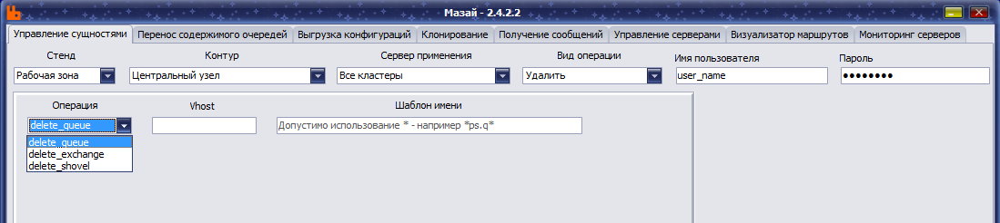 Мазай - 2.4.2.2
Управление сущностями Перенос содержимого очередей Выгрузка конфигураций Клонирование Получение сообщений Управление серверами Визуализатор маршрутов Мониторинг серверов
Стенд Контур Сервер применения Вид операции Имя пользователя Пароль
Рабочая зона Центральный узел Все кластеры Удалить user_name ●●●●●●●●
Операция Vhost Шаблон имени
delete_queue Допустимо использование * - например *ps.q*
delete_queue
delete_exchange
delete_shovel